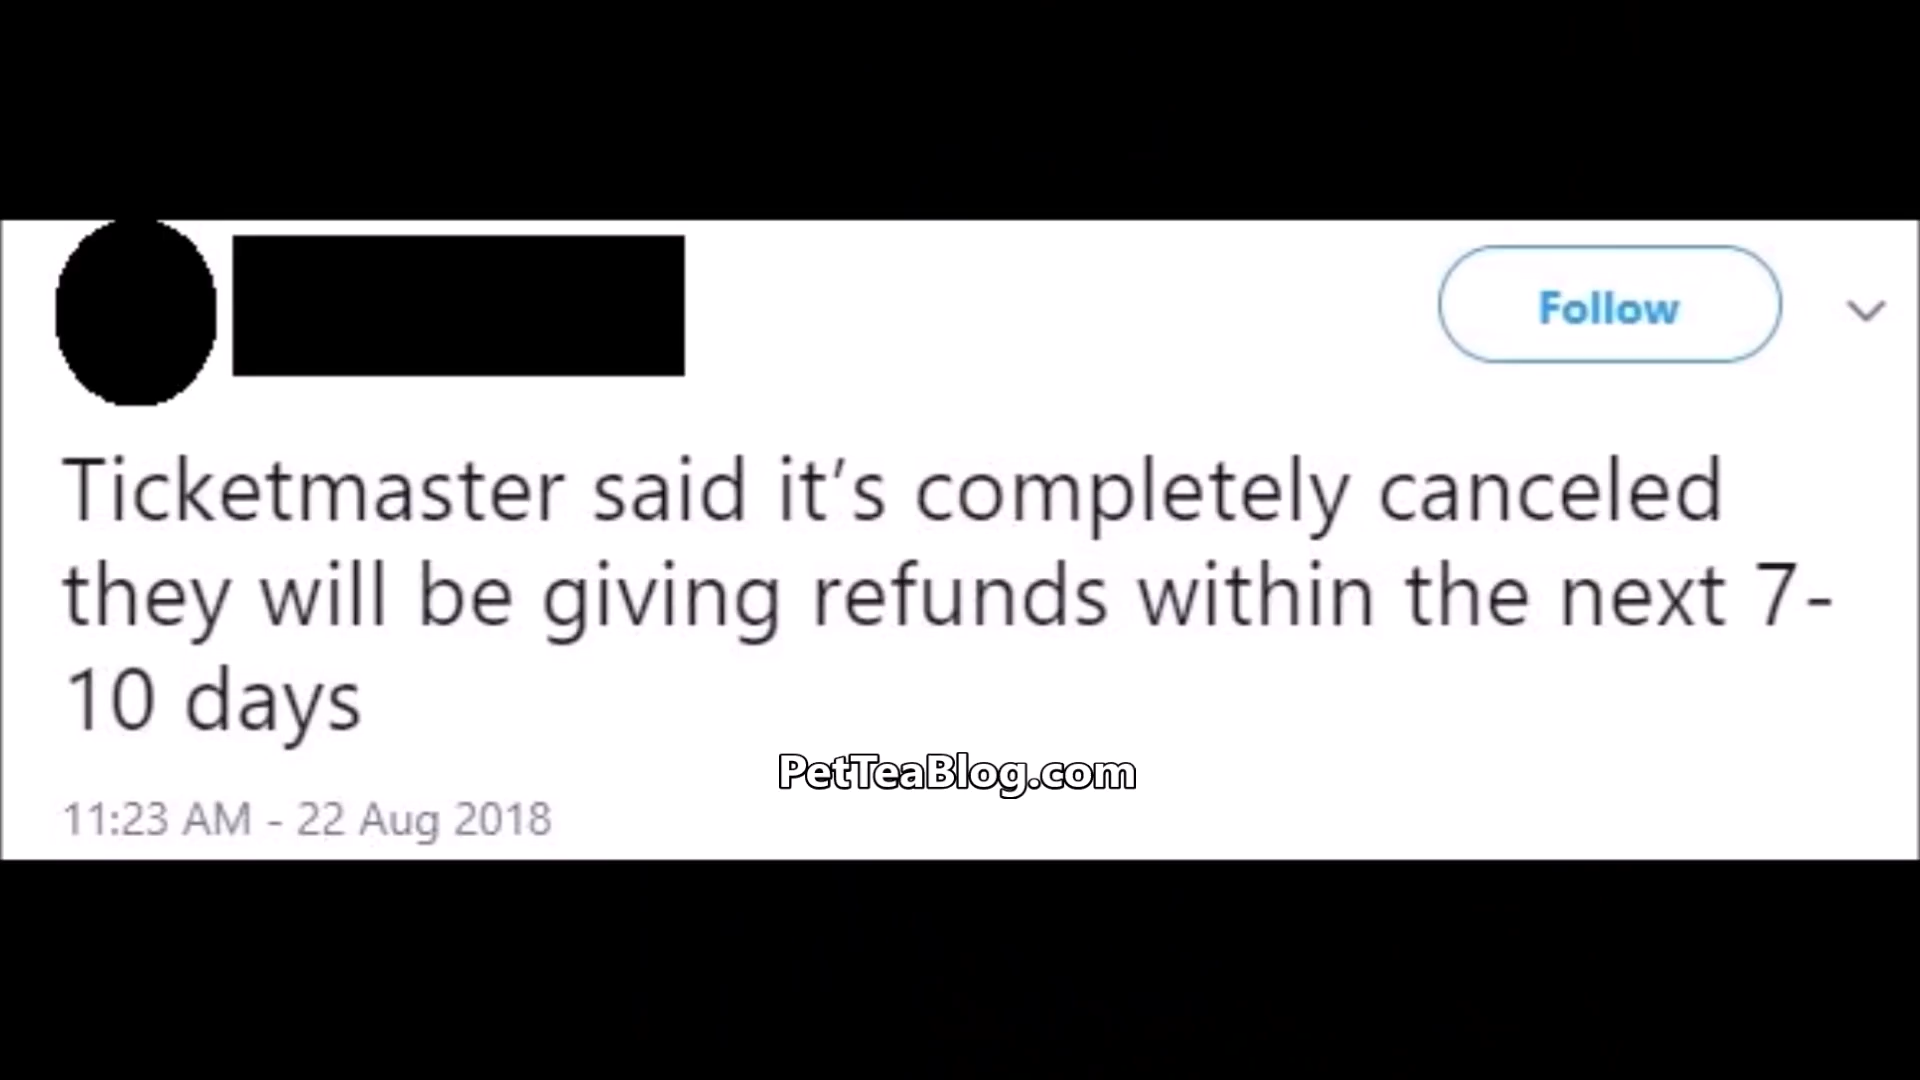 Follow
Ticketmaster said it's completely canceled
they will be giving refunds within the next 7-
10 days
PetTeaBlog.com
11:23 AM - 22 Aug 2018